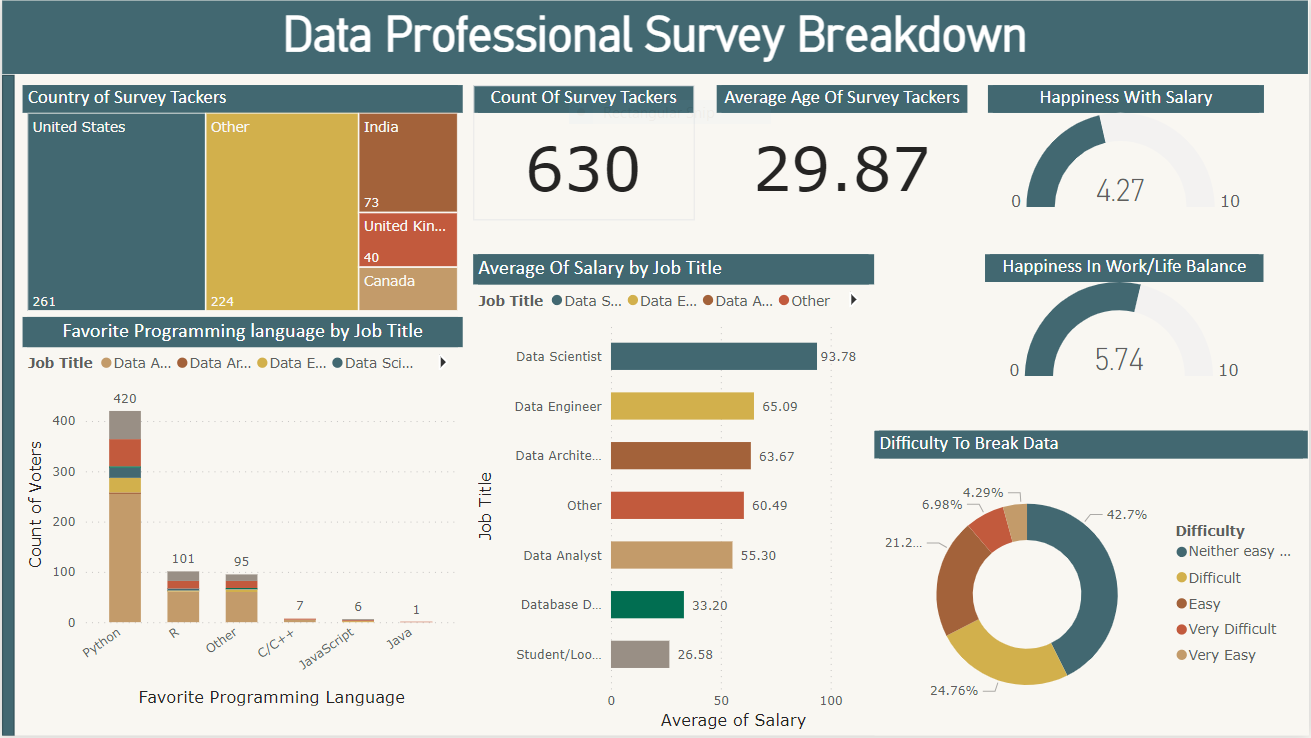 Data Professional Survey Breakdown
Country of Survey Tackers
United States
261
Other
224
India
73
United Kin...
40
Canada
Count Of Survey Tackers
630
Average Age Of Survey Tackers
29.87
Happiness With Salary
4.27
0
10
Happiness In Work/Life Balance
5.74
0
10
Favorite Programming language by Job Title
Job Title Data A... Data Ar... Data E... Data Sci...
Count of Voters
400
300
200
100
0
420
101
95
7
6
1
Python
R
Other
C/C++
JavaScript
Java
Favorite Programming Language
Average Of Salary by Job Title
Job Title Data S... Data E... Data A... Other
Job Title
Data Scientist 93.78
Data Engineer 65.09
Data Archite... 63.67
Other 60.49
Data Analyst 55.30
Database D... 33.20
Student/Loo... 26.58
0 50 100
Average of Salary
Difficulty To Break Data
42.7%
24.76%
21.2...
6.98%
4.29%
Difficulty
Neither easy ...
Difficult
Easy
Very Difficult
Very Easy